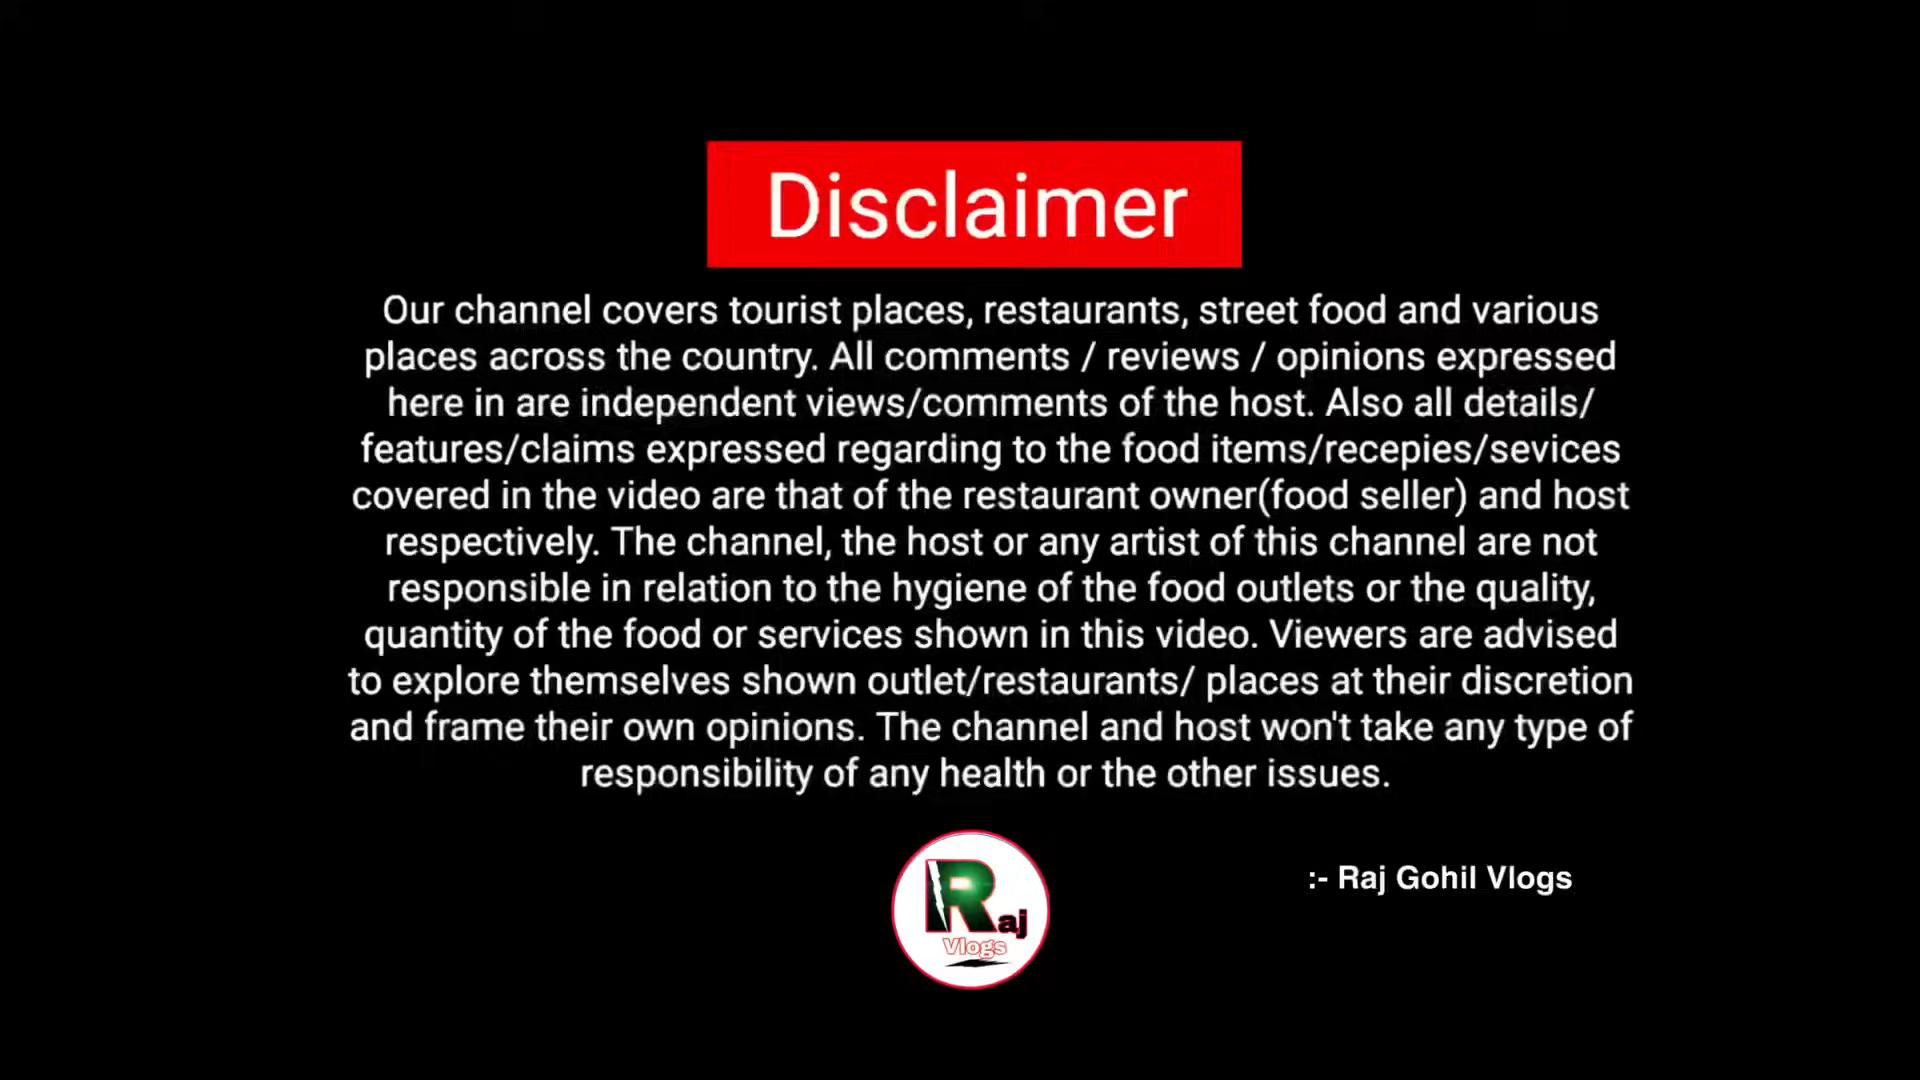 Disclaimer
Our channel covers tourist places, restaurants, street food and various
places across the country. All comments / reviews / opinions expressed
here in are independent views/comments of the host. Also all details/
features/claims expressed regarding to the food items/recepies/sevices
covered in the video are that of the restaurant owner(food seller) and host
respectively. The channel, the host or any artist of this channel are not
responsible in relation to the hygiene of the food outlets or the quality,
quantity of the food or services shown in this video. Viewers are advised
to explore themselves shown outlet/restaurants/ places at their discretion
and frame their own opinions. The channel and host won't take any type of
responsibility of any health or the other issues.
:- Raj Gohil Vlogs
Raj
Vlogs